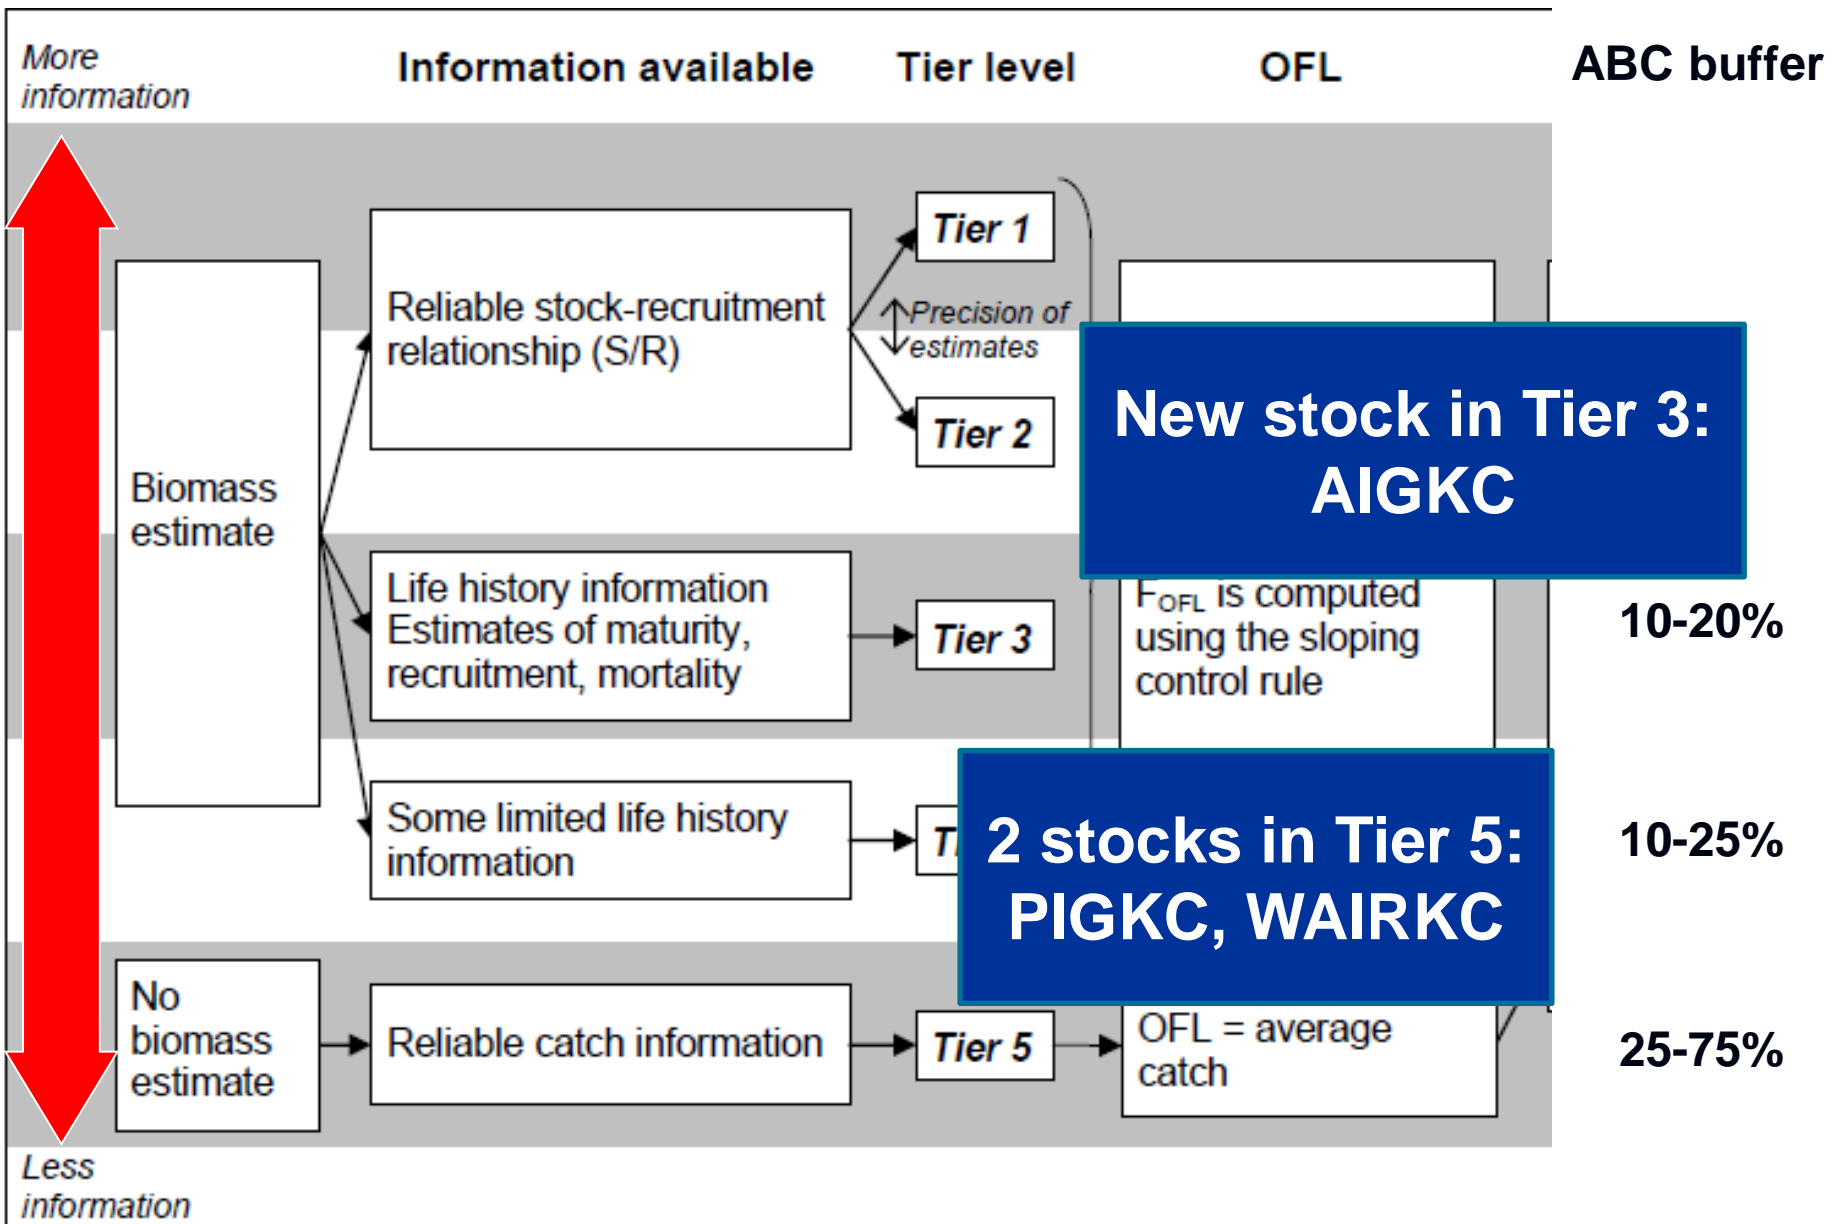 More
information
Information available
Tier level
OFL
ABC buffer
Tier 1
Reliable stock-recruitment
relationship (S/R)
Precision of
estimates
Tier 2
New stock in Tier 3:
AIGKC
Biomass
estimate
Life history information
Estimates of maturity,
recruitment, mortality
Tier 3
FOFL is computed
using the sloping
control rule
10-20%
Some limited life history
information
2 stocks in Tier 5:
PIGKC, WAIRKC
10-25%
No
biomass
estimate
Reliable catch information
Tier 5
OFL = average
catch
25-75%
Less
information